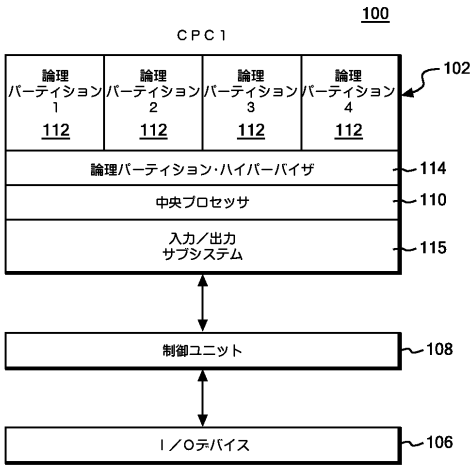 100
CPC1
論理
パーティション
1
112
論理
パーティション
2
112
論理
パーティション
3
112
論理
パーティション
4
112
102
論理パーティション・ハイパーバイザ
114
中央プロセッサ
110
入力／出力
サブシステム
115
制御ユニット
108
I／Oデバイス
106